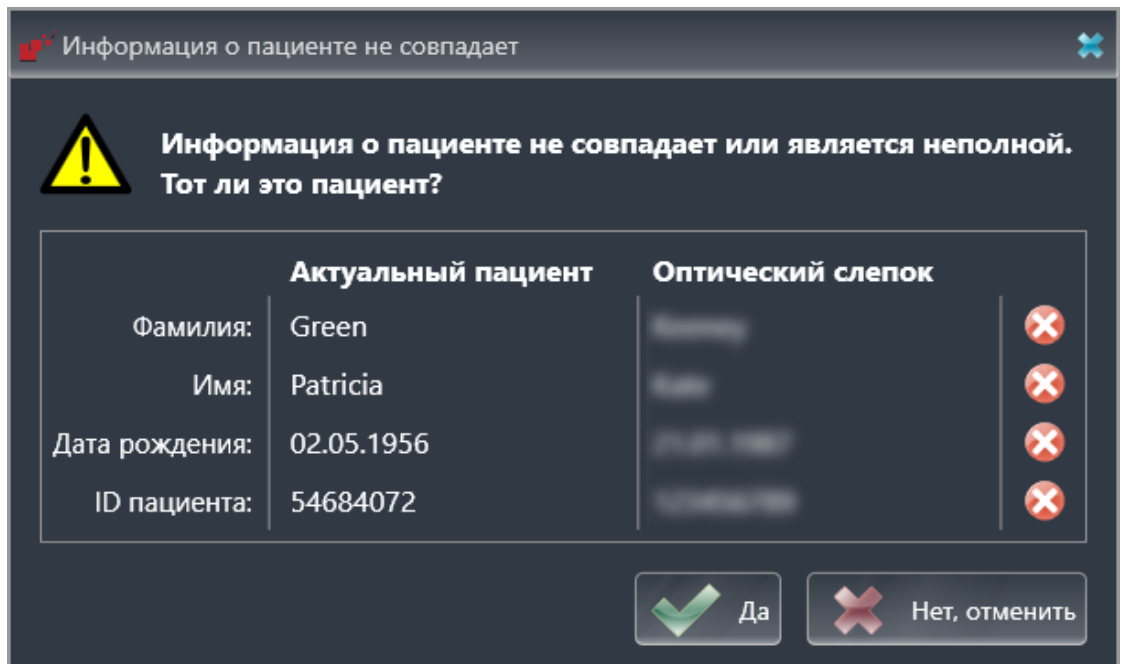 Информация о пациенте не совпадает
Информация о пациенте не совпадает или является неполной.
Тот ли это пациент?
Актуальный пациент Оптический слепок
Фамилия: Green
Имя: Patricia
Дата рождения: 02.05.1956
ID пациента: 54684072
Да Нет, отменить